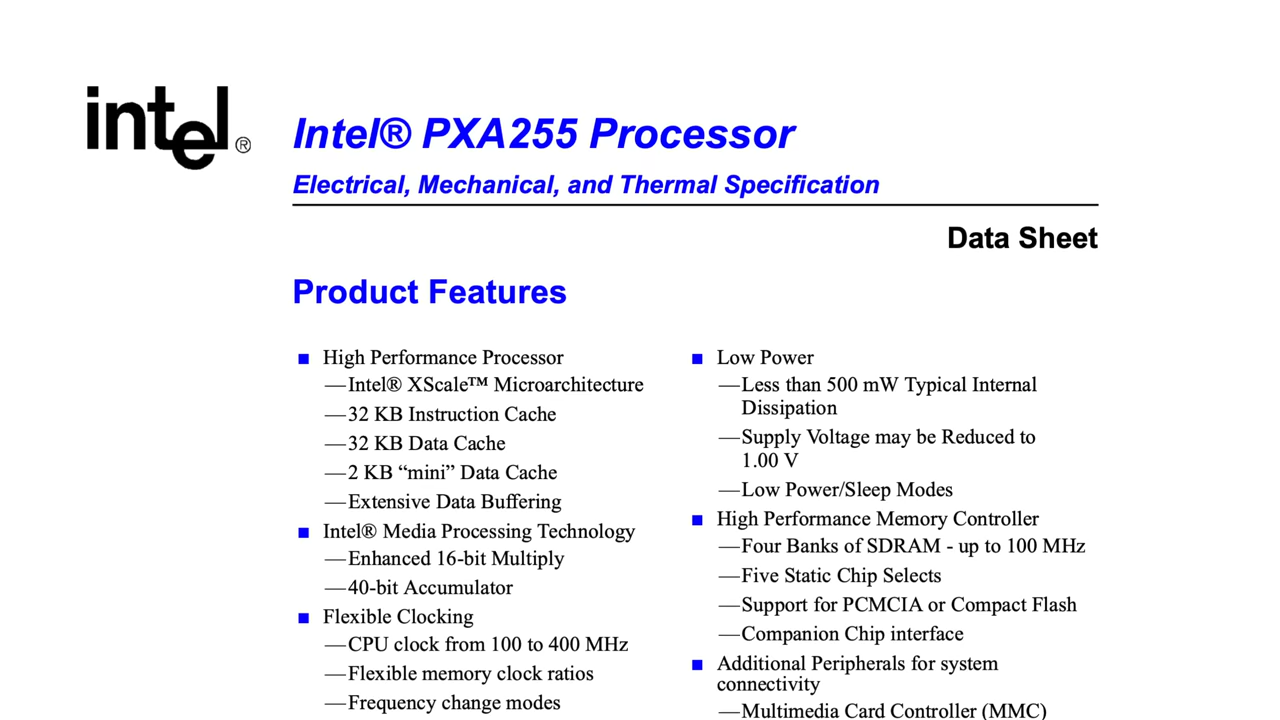 intel®
Intel® PXA255 Processor
Electrical, Mechanical, and Thermal Specification
Data Sheet
Product Features
■ High Performance Processor
—Intel® XScale™ Microarchitecture
—32 KB Instruction Cache
—32 KB Data Cache
—2 KB “mini” Data Cache
—Extensive Data Buffering
■ Intel® Media Processing Technology
—Enhanced 16-bit Multiply
—40-bit Accumulator
■ Flexible Clocking
—CPU clock from 100 to 400 MHz
—Flexible memory clock ratios
—Frequency change modes
■ Low Power
—Less than 500 mW Typical Internal
Dissipation
—Supply Voltage may be Reduced to
1.00 V
—Low Power/Sleep Modes
■ High Performance Memory Controller
—Four Banks of SDRAM - up to 100 MHz
—Five Static Chip Selects
—Support for PCMCIA or Compact Flash
—Companion Chip interface
■ Additional Peripherals for system
connectivity
—Multimedia Card Controller (MMC)